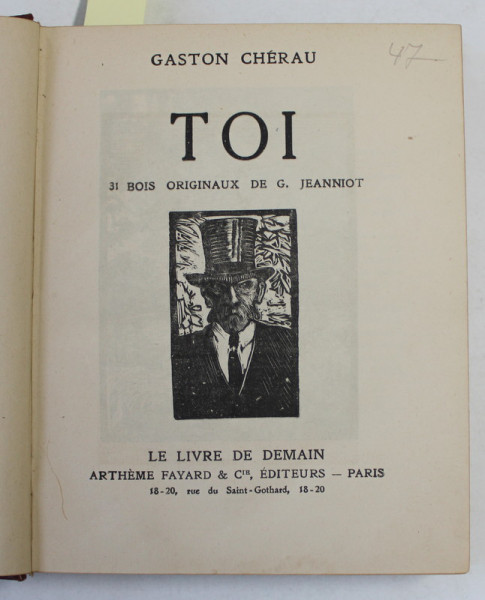 GASTON CHÉRAU
47
TOI
31 BOIS ORIGINAUX DE G. JEANNIOT
LE LIVRE DE DEMAIN
ARTHÈME FAYARD & Cie, ÉDITEURS — PARIS
18-20, rue du Saint-Gothard, 18-20